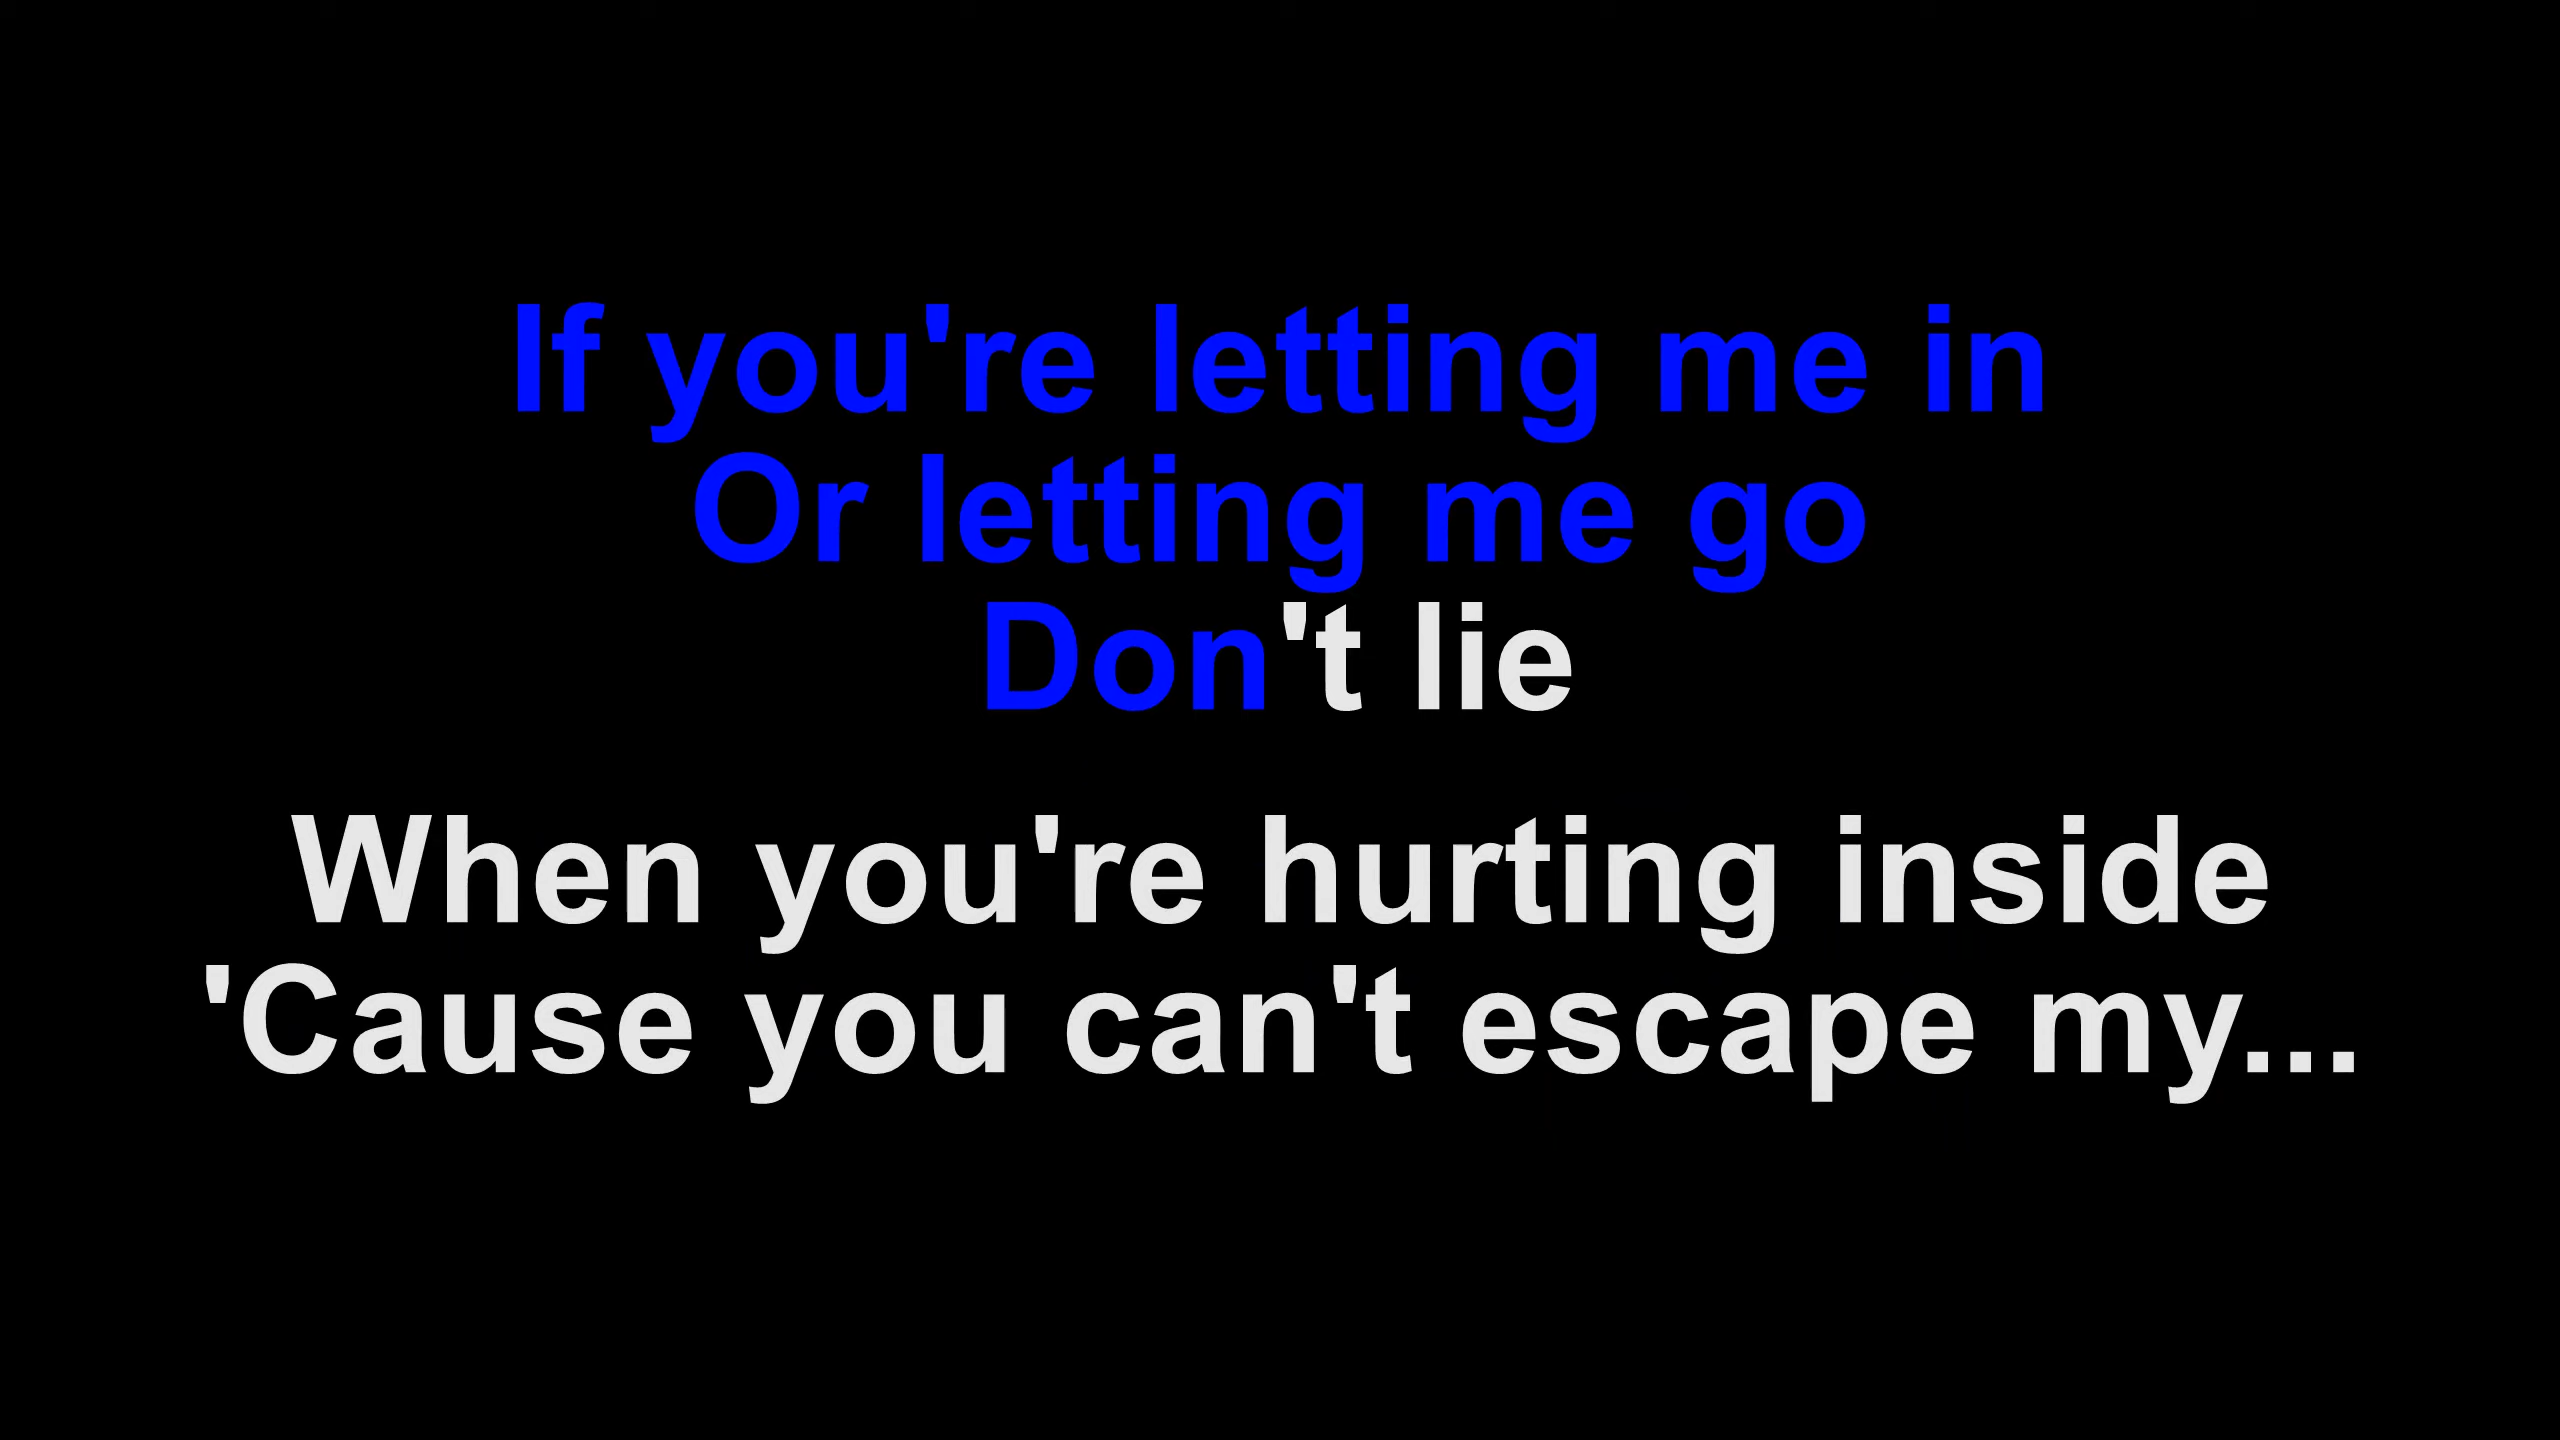 If you're letting me in
Or letting me go
Don't lie
When you're hurting inside
'Cause you can't escape my...